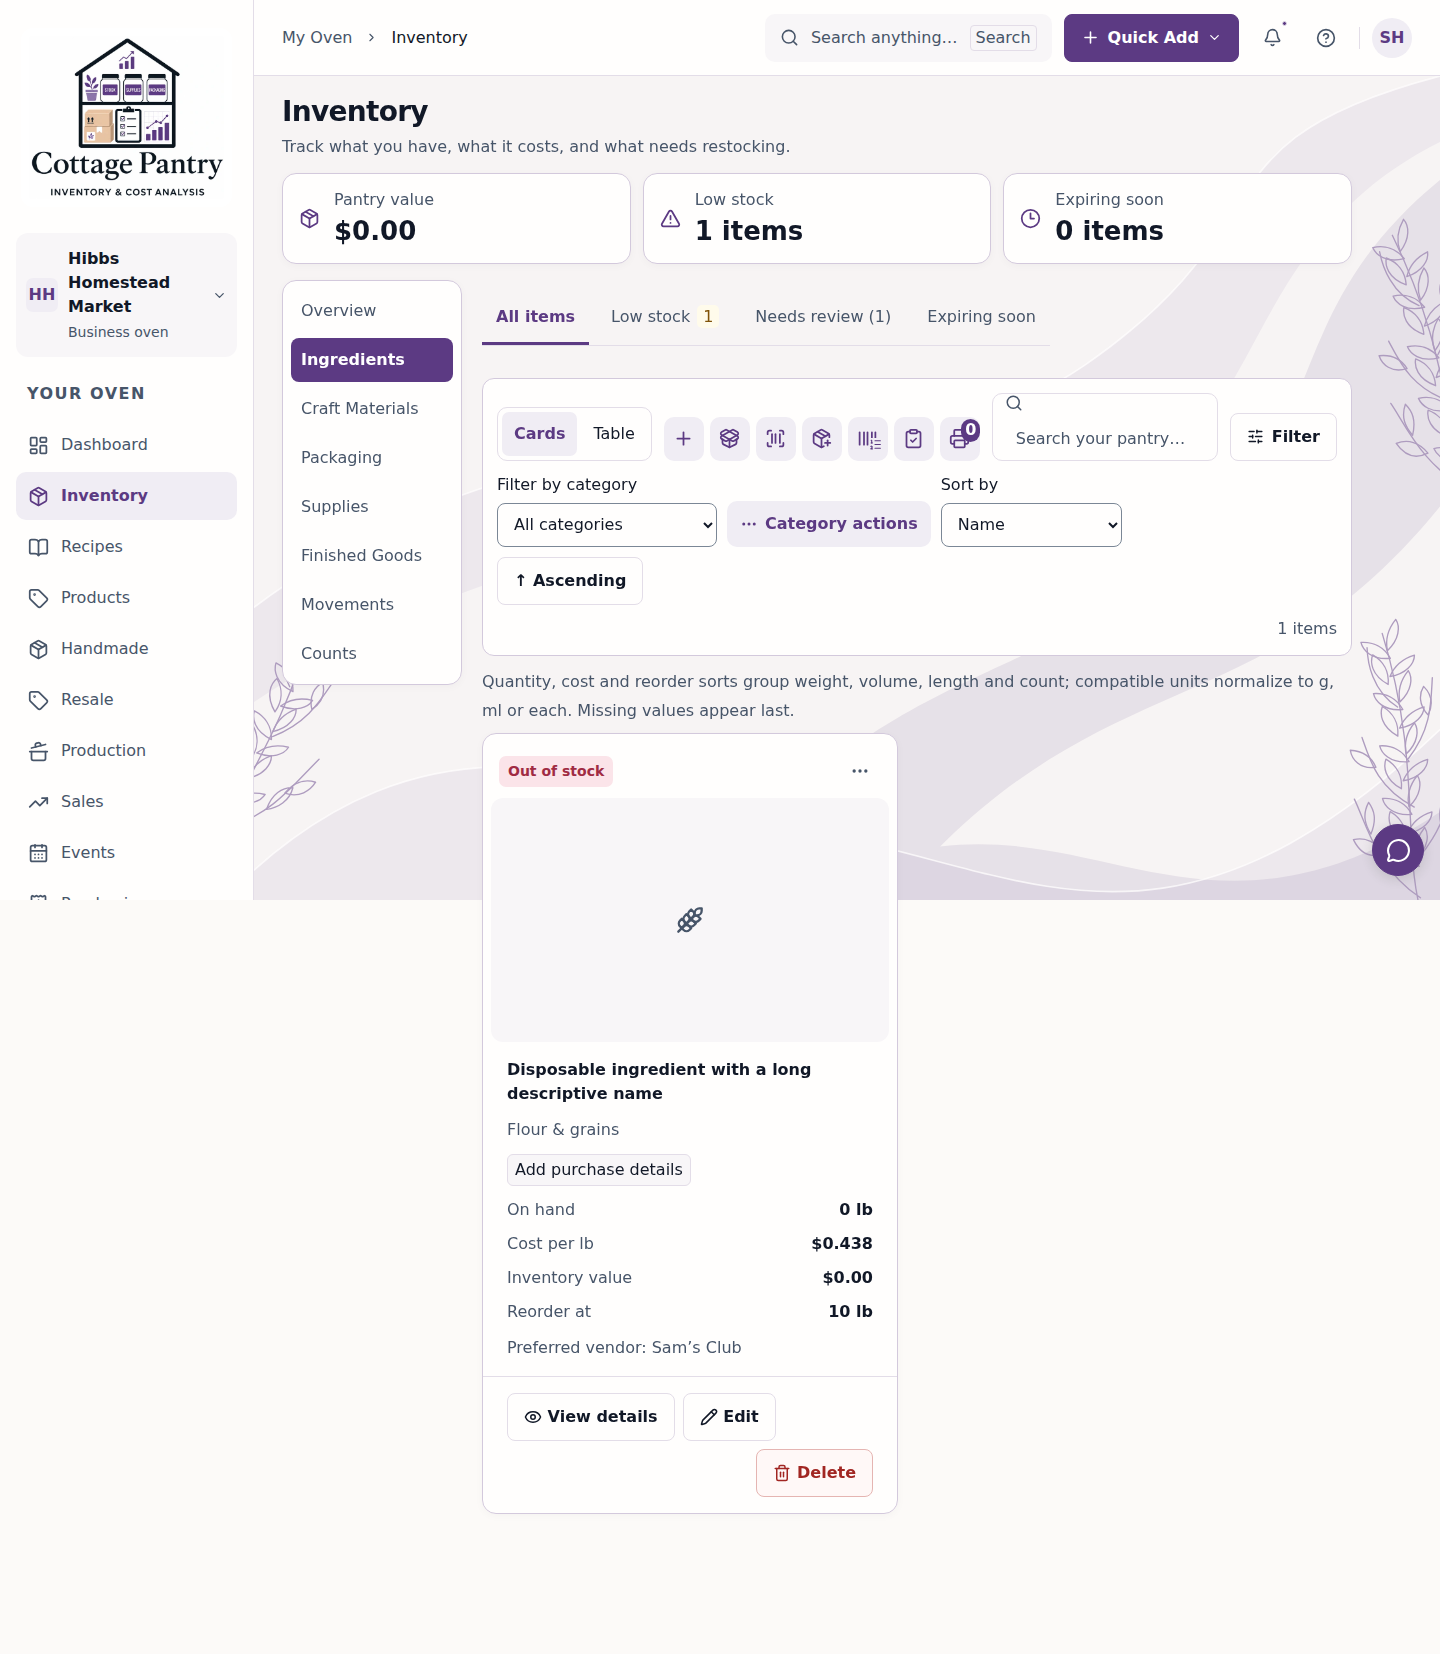 Cottage Pantry
INVENTORY & COST ANALYSIS
HH
Hibbs
Homestead
Market
Business oven
YOUR OVEN
Dashboard
Inventory
Recipes
Products
Handmade
Resale
Production
Sales
Events
My Oven > Inventory
Search anything...
Search
+ Quick Add
SH
Inventory
Track what you have, what it costs, and what needs restocking.
Pantry value
$0.00
Low stock
1 items
Expiring soon
0 items
Overview
Ingredients
Craft Materials
Packaging
Supplies
Finished Goods
Movements
Counts
All items
Low stock 1
Needs review (1)
Expiring soon
Cards
Table
0
Search your pantry...
Filter
Filter by category
All categories
Category actions
Sort by
Name
↑ Ascending
1 items
Quantity, cost and reorder sorts group weight, volume, length and count; compatible units normalize to g,
ml or each. Missing values appear last.
Out of stock
Disposable ingredient with a long
descriptive name
Flour & grains
Add purchase details
On hand 0 lb
Cost per lb $0.438
Inventory value $0.00
Reorder at 10 lb
Preferred vendor: Sam’s Club
View details
Edit
Delete